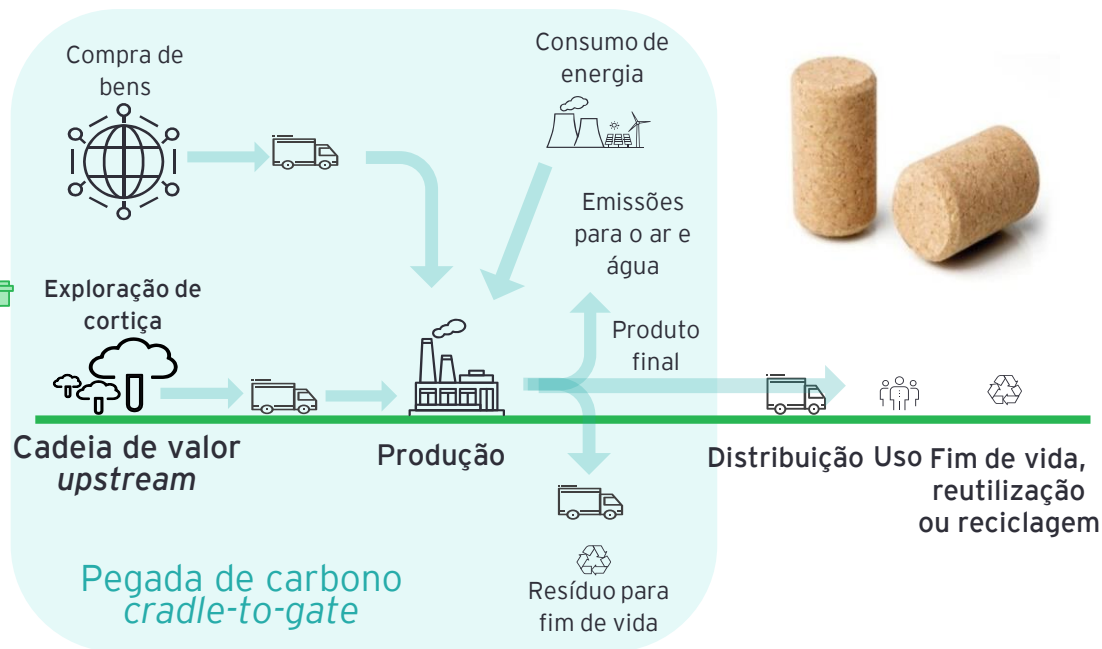 Compra de
bens
Consumo de
energia
Emissões
para o ar e
água
Exploração de
cortiça
Produto
final
Cadeia de valor
upstream
Produção
Distribuição
Uso
Fim de vida,
reutilização
ou reciclagem
Pegada de carbono
cradle-to-gate
Resíduo para
fim de vida